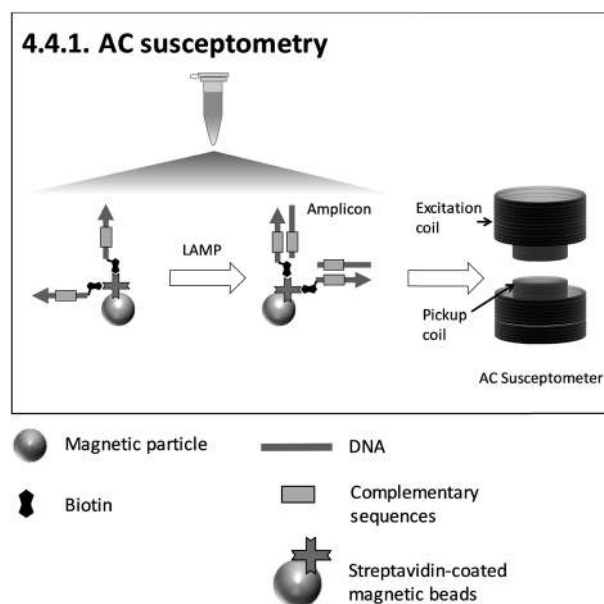 4.4.1. AC susceptometry
Amplicon
LAMP
Excitation
coil
Pickup
coil
AC Susceptometer
Magnetic particle
DNA
Biotin
Complementary
sequences
Streptavidin-coated
magnetic beads